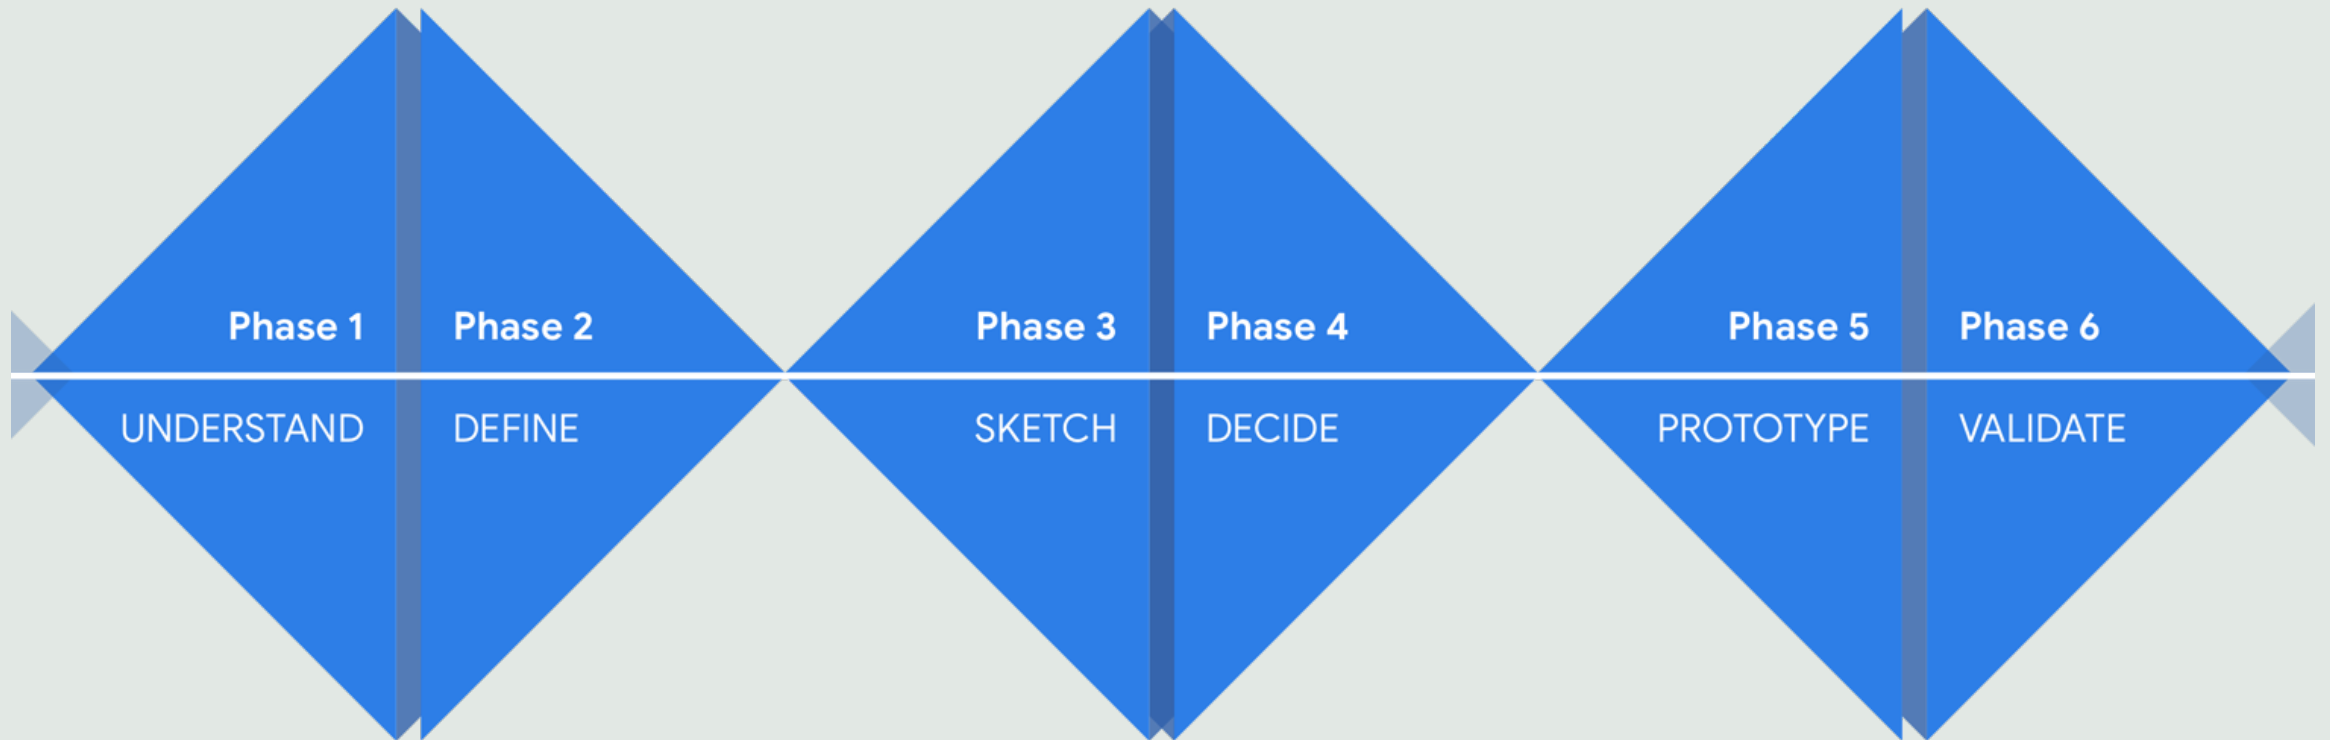 Phase 1
UNDERSTAND
Phase 2
DEFINE
Phase 3
SKETCH
Phase 4
DECIDE
Phase 5
PROTOTYPE
Phase 6
VALIDATE